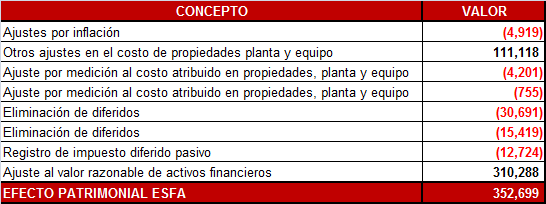 CONCEPTO VALOR
Ajustes por inflación (4,919)
Otros ajustes en el costo de propiedades planta y equipo 111,118
Ajuste por medición al costo atribuido en propiedades, planta y equipo (4,201)
Ajuste por medición al costo atribuido en propiedades, planta y equipo (755)
Eliminación de diferidos (30,691)
Eliminación de diferidos (15,419)
Registro de impuesto diferido pasivo (12,724)
Ajuste al valor razonable de activos financieros 310,288
EFECTO PATRIMONIAL ESFA 352,699